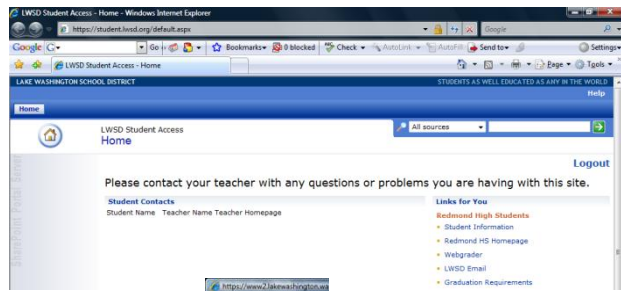 LWSD Student Access - Home - Windows Internet Explorer
https://student.lwsd.org/default.aspx
Google
Google G Go Bookmarks 0 blocked Check AutoLink AutoFill Send to Settings
LWSD Student Access - Home
Page Tools
LAKE WASHINGTON SCHOOL DISTRICT STUDENTS AS WELL EDUCATED AS ANY IN THE WORLD
Help
Home
LWSD Student Access
All sources
Home
Logout
Please contact your teacher with any questions or problems you are having with this site.
Student Contacts Links for You
Student Name Teacher Name Teacher Homepage
Redmond High Students
Student Information
Redmond HS Homepage
Webgrader
LWSD Email
Graduation Requirements
SharePoint Portal Server
https://www2.lakewashington.wa